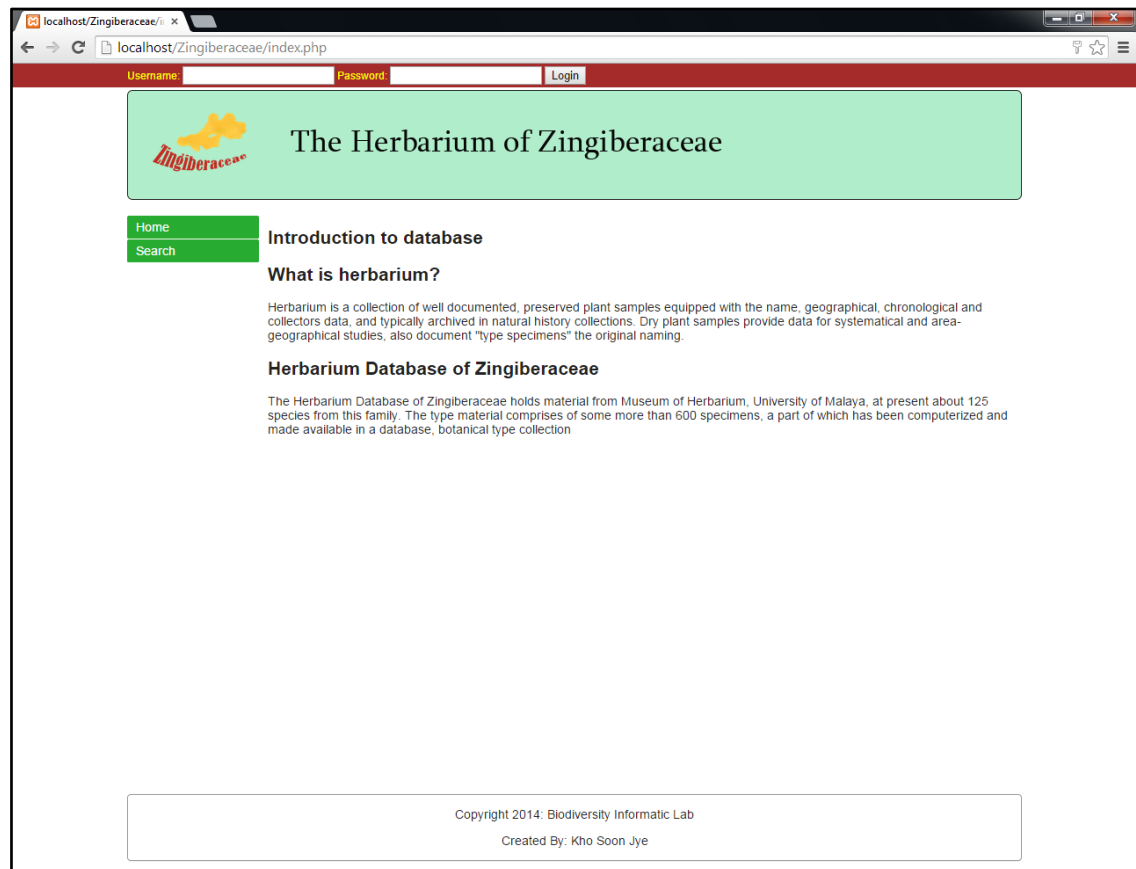 localhost/Zingiberaceae/i
localhost/Zingiberaceae/index.php
Username: Password: Login
Zingiberaceae
The Herbarium of Zingiberaceae
Home
Search
Introduction to database
What is herbarium?
Herbarium is a collection of well documented, preserved plant samples equipped with the name, geographical, chronological and
collectors data, and typically archived in natural history collections. Dry plant samples provide data for systematical and area-
geographical studies, also document "type specimens" the original naming.
Herbarium Database of Zingiberaceae
The Herbarium Database of Zingiberaceae holds material from Museum of Herbarium, University of Malaya, at present about 125
species from this family. The type material comprises of some more than 600 specimens, a part of which has been computerized and
made available in a database, botanical type collection
Copyright 2014: Biodiversity Informatic Lab
Created By: Kho Soon Jye